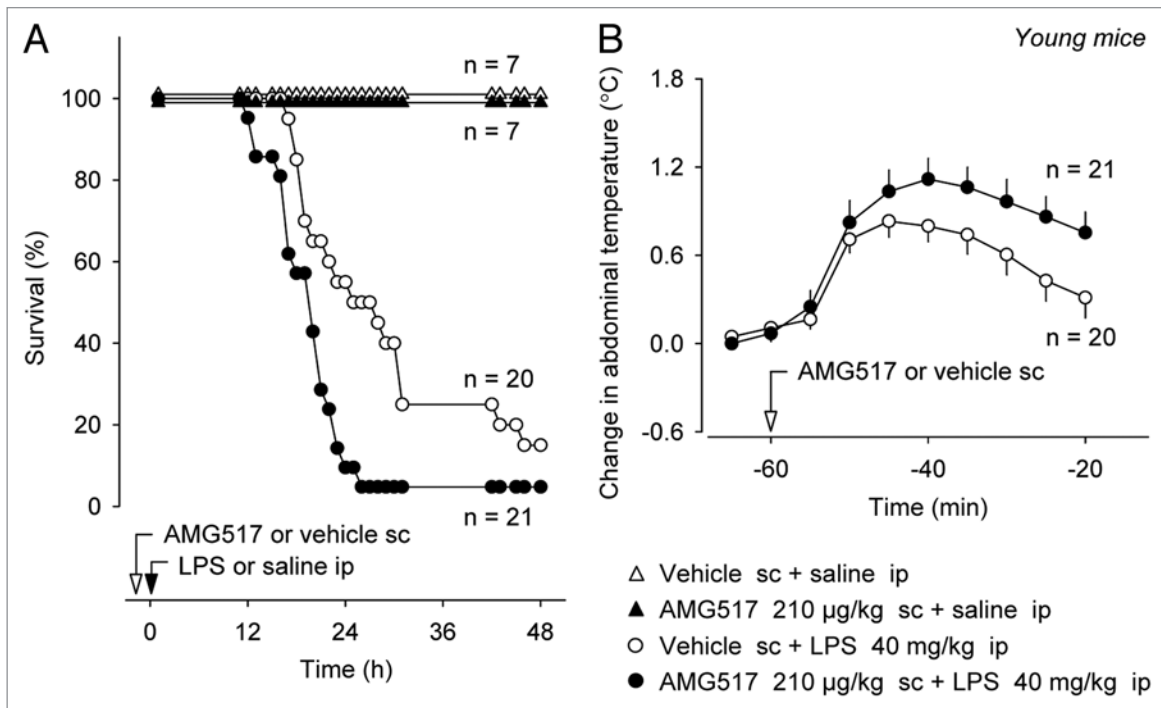 A
Survival (%)
100
80
60
40
20
0
n = 7
n = 7
n = 20
n = 21
AMG517 or vehicle sc
LPS or saline ip
0 12 24 36 48
Time (h)
B
Young mice
Change in abdominal temperature (°C)
1.8
1.2
0.6
0.0
-0.6
n = 21
n = 20
AMG517 or vehicle sc
-60 -40 -20
Time (min)
Vehicle sc + saline ip
AMG517 210 µg/kg sc + saline ip
Vehicle sc + LPS 40 mg/kg ip
AMG517 210 µg/kg sc + LPS 40 mg/kg ip